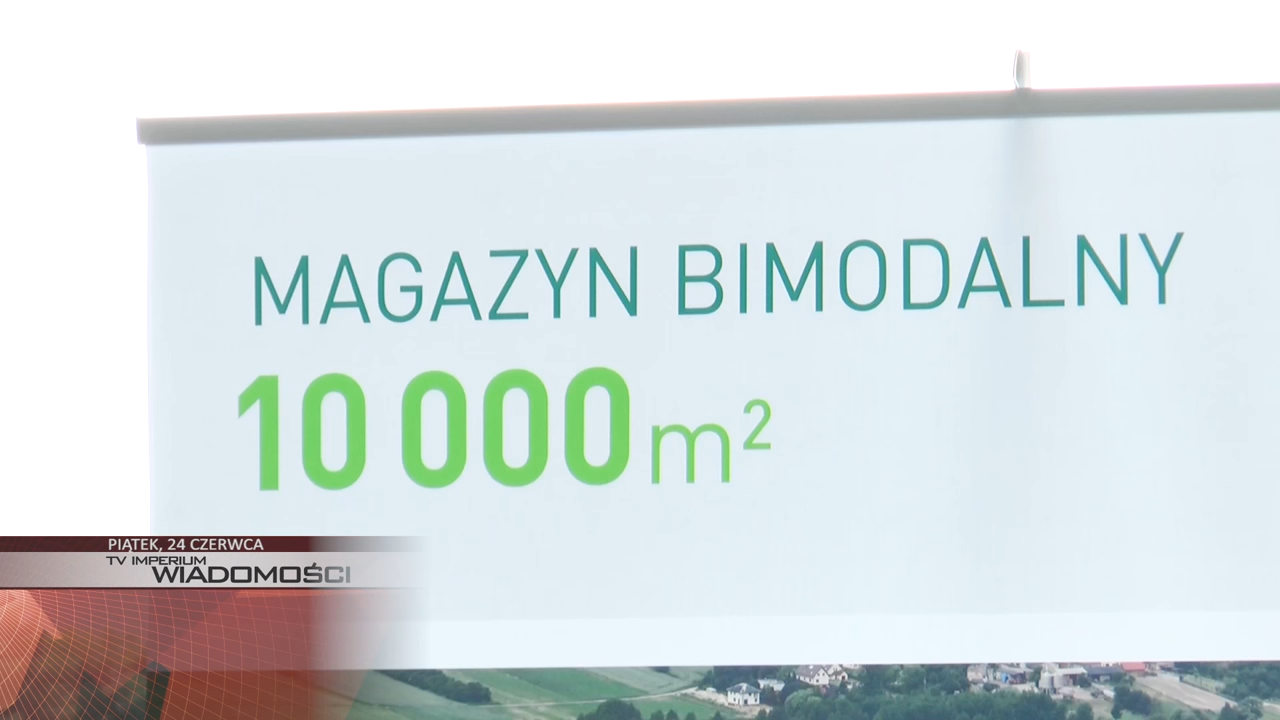 MAGAZYN BIMODALNY
10 000 m²
PIĄTEK, 24 CZERWCA
TV IMPERIUM
WIADOMOŚCI